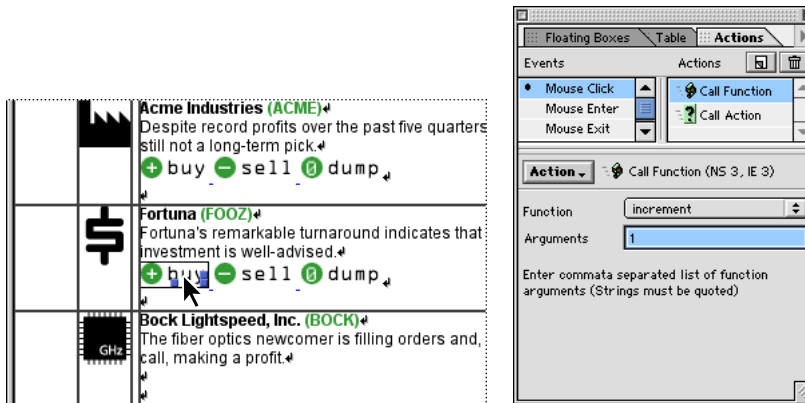 Acme Industries (ACME)
Despite record profits over the past five quarters
still not a long-term pick.
buy sell 0 dump
Fortuna (FOOZ)
Fortuna's remarkable turnaround indicates that
investment is well-advised.
buy sell 0 dump
GHz
Bock Lightspeed, Inc. (BOCK)
The fiber optics newcomer is filling orders and,
call, making a profit.
Floating Boxes Table Actions
Events Actions
Mouse Click
Mouse Enter
Mouse Exit
Call Function
Call Action
Action Call Function (NS 3, IE 3)
Function increment
Arguments 1
Enter commata separated list of function
arguments (Strings must be quoted)